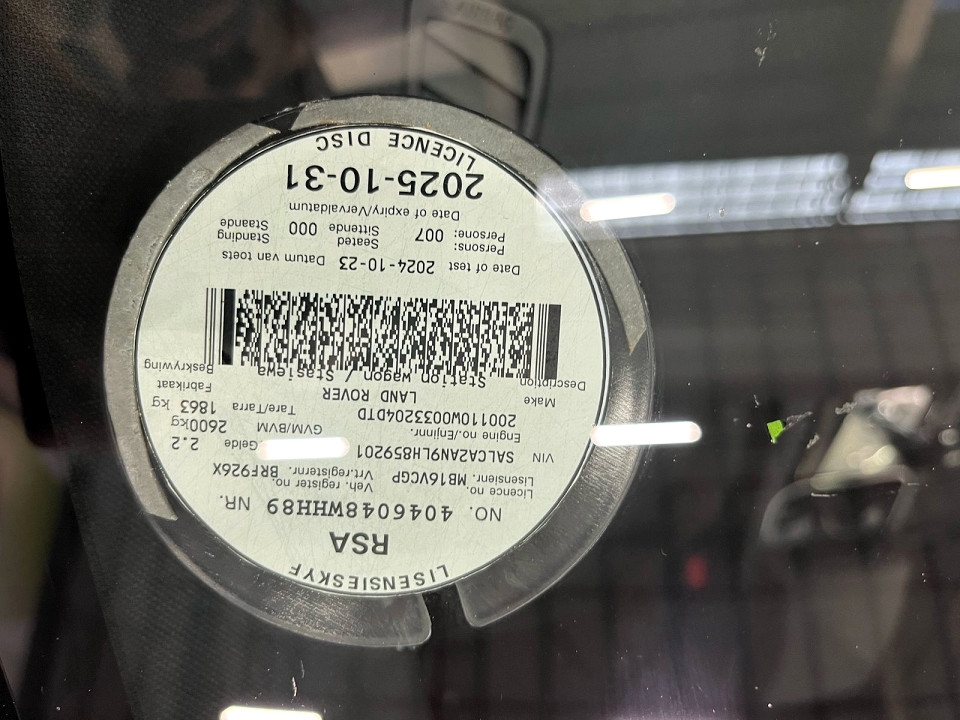 LISENSIESKYF
RSA
NO. 4046048WHH89 NR.
Licence no. Veh. register no.
Lisensienr. MB16VCGP Vrt.registernr. BRF926X
VIN SALCA2AN9LH859201 Gelde 2.2
Engine no./Enjinnr. GVM/BVM 2600kg
200110W0033204DTD Tare/Tarra 1863 kg
Make LAND ROVER Fabrikaat
Description Station wagon / Stasiewa Beskrywing
Date of test 2024-10-23 Datum van toets
Persons: Seated Standing
Persone: 007 Sittende 000 Staande
Date of expiry/Vervaldatum
2025-10-31
LICENCE DISC